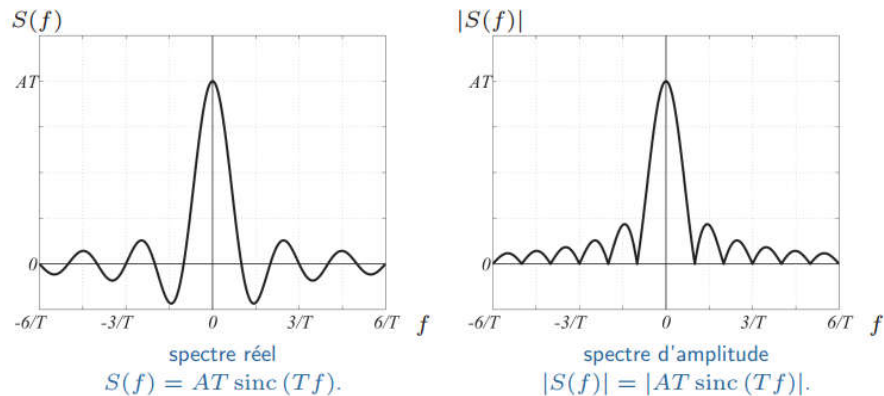 S(f)
AT
0
-6/T -3/T 0 3/T 6/T f
spectre réel
S(f) = AT sinc (Tf).
|S(f)|
AT
0
-6/T -3/T 0 3/T 6/T f
spectre d'amplitude
|S(f)| = |AT sinc (Tf)|.